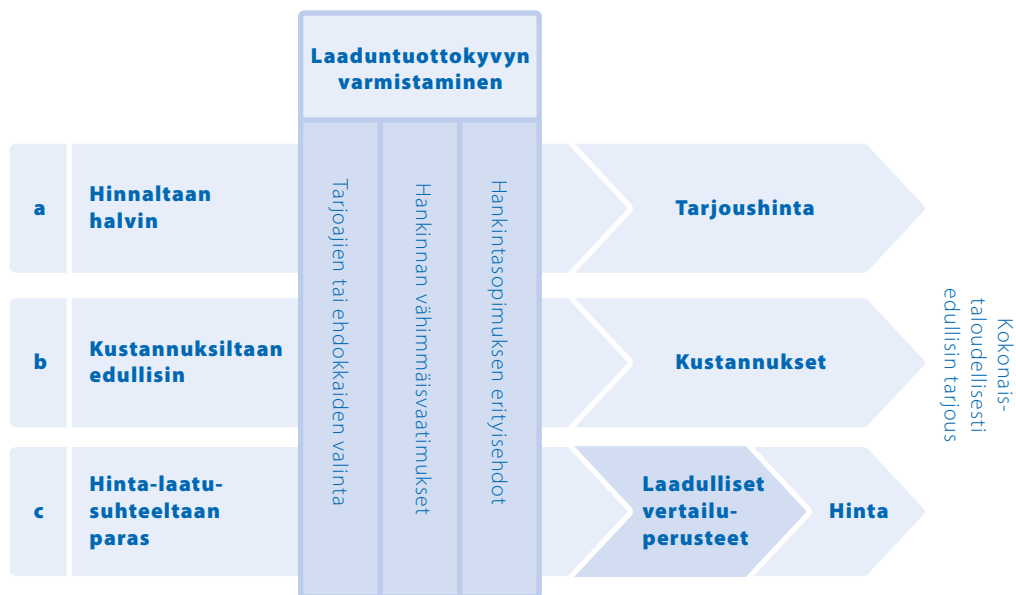 Laaduntuottokyvyn
varmistaminen
Tarjoajien tai ehdokkaiden valinta
Hankinnan vähimmäisvaatimukset
Hankintasopimuksen erityisehdot
a
Hinnaltaan
halvin
Tarjoushinta
b
Kustannuksiltaan
edullisin
Kustannukset
c
Hinta-laatu-
suhteeltaan
paras
Laadulliset
vertailu-
perusteet
Hinta
Kokonais-
taloudellisesti
edullisin tarjous